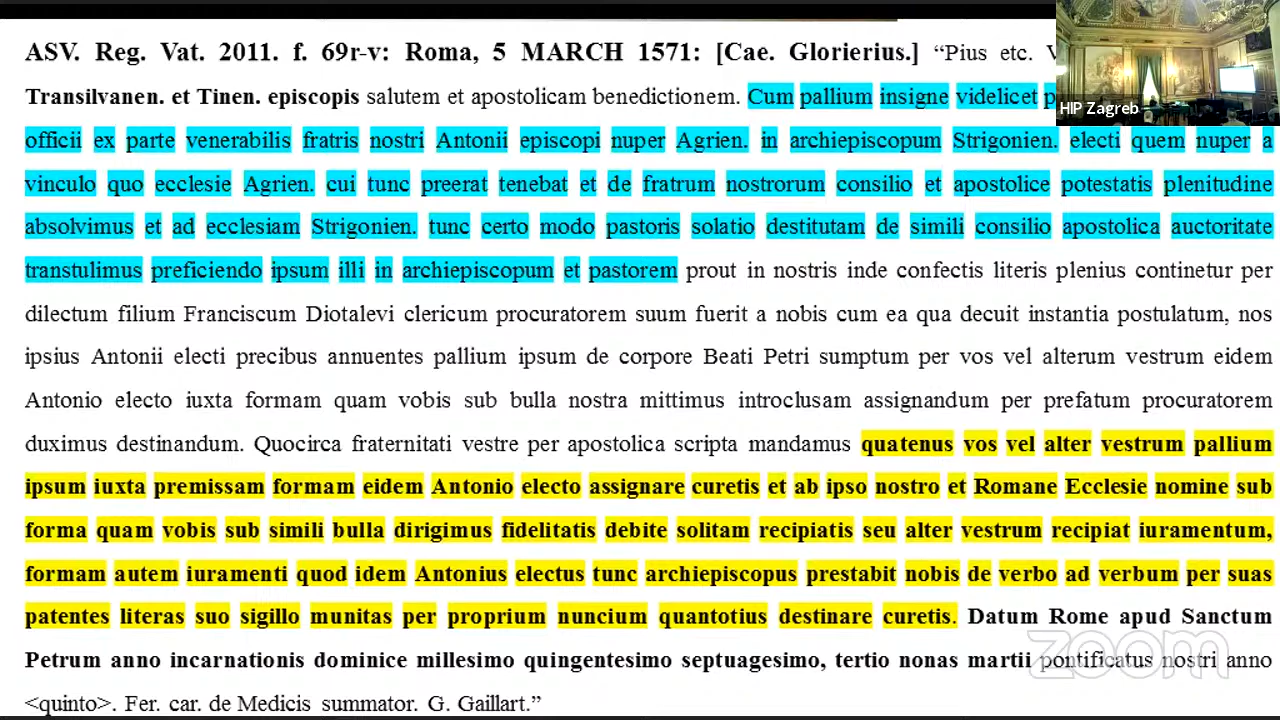 ASV. Reg. Vat. 2011. f. 69r-v: Roma, 5 MARCH 1571: [Cae. Glorierius.] “Pius etc.
Transilvanen. et Tinen. episcopis salutem et apostolicam benedictionem. Cum pallium insigne videlicet
officii ex parte venerabilis fratris nostri Antonii episcopi nuper Agrien. in archiepiscopum Strigonien. electi quem nuper a
vinculo quo ecclesie Agrien. cui tunc preerat tenebat et de fratrum nostrorum consilio et apostolice potestatis plenitudine
absolvimus et ad ecclesiam Strigonien. tunc certo modo pastoris solatio destitutam de simili consilio apostolica auctoritate
transtulimus preficiendo ipsum illi in archiepiscopum et pastorem prout in nostris inde confectis literis plenius continetur per
dilectum filium Franciscum Diotalevi clericum procuratorem suum fuerit a nobis cum ea qua decuit instantia postulatum, nos
ipsius Antonii electi precibus annuentes pallium ipsum de corpore Beati Petri sumptum per vos vel alterum vestrum eidem
Antonio electo iuxta formam quam vobis sub bulla nostra mittimus introclusam assignandum per prefatum procuratorem
duximus destinandum. Quocirca fraternitati vestre per apostolica scripta mandamus quatenus vos vel alter vestrum pallium
ipsum iuxta premissam formam eidem Antonio electo assignare curetis et ab ipso nostro et Romane Ecclesie nomine sub
forma quam vobis sub simili bulla dirigimus fidelitatis debite solitam recipiatis seu alter vestrum recipiat iuramentum,
formam autem iuramenti quod idem Antonius electus tunc archiepiscopus prestabit nobis de verbo ad verbum per suas
patentes literas suo sigillo munitas per proprium nuncium quantotius destinare curetis. Datum Rome apud Sanctum
Petrum anno incarnationis dominice millesimo quingentesimo septuagesimo, tertio nonas martii pontificatus nostri anno
<quinto>. Fer. car. de Medicis summator. G. Gaillart.”
HIP Zagreb
zoom